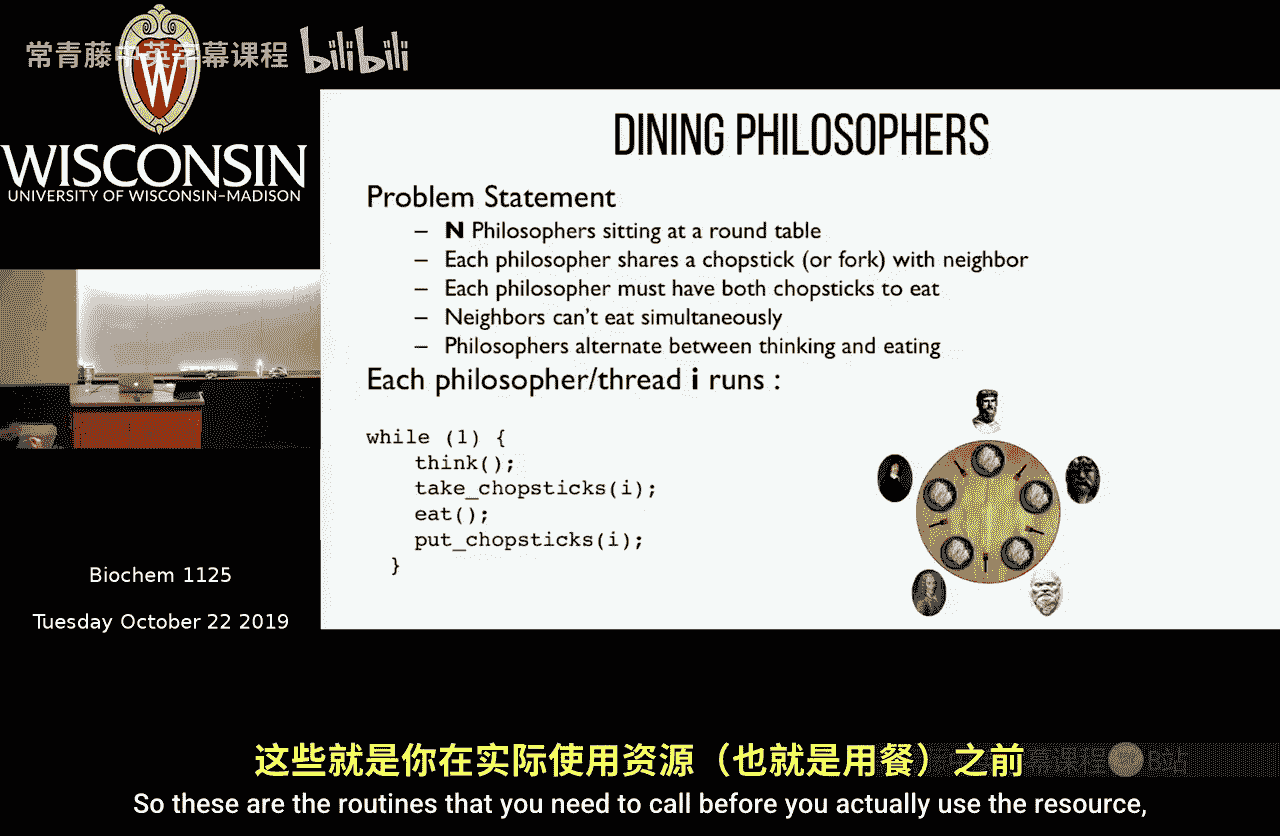 常青藤中英字幕课程 bilibili
W
WISCONSIN
UNIVERSITY OF WISCONSIN–MADISON
DINING PHILOSOPHERS
Problem Statement
– N Philosophers sitting at a round table
– Each philosopher shares a chopstick (or fork) with neighbor
– Each philosopher must have both chopsticks to eat
– Neighbors can't eat simultaneously
– Philosophers alternate between thinking and eating
Each philosopher/thread i runs :
while (1) {
think();
take_chopsticks(i);
eat();
put_chopsticks(i);
}
Biochem 1125
Tuesday October 22 2019
这些就是你在实际使用资源（也就是用餐）之前
幕课程 B站
So these are the routines that you need to call before you actually use the resource,